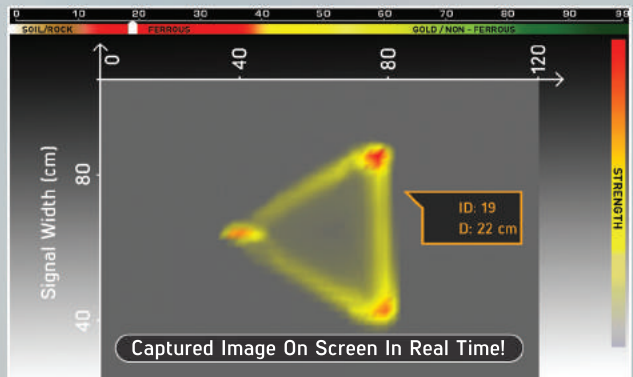 0 10 20 30 40 50 60 70 80 90 99
SOIL/ROCK FERROUS GOLD / NON - FERROUS
0 40 80 120
Signal Width (cm)
80
40
ID: 19
D: 22 cm
STRENGTH
Captured Image On Screen In Real Time!